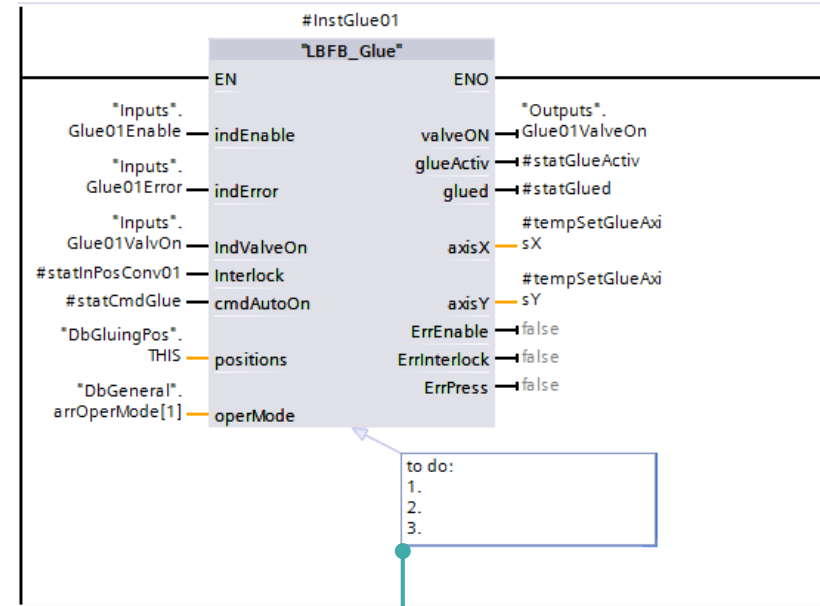 #InstGlue01
"LBFB_Glue"
EN
ENO
"Inputs".
Glue01Enable
indEnable
"Outputs".
valveON
Glue01ValveOn
glueActiv
#statGlueActiv
"Inputs".
Glue01Error
indError
glued
#statGlued
"Inputs".
Glue01ValvOn
IndValveOn
#tempSetGlueAxi
axisX
sX
#statInPosConv01
Interlock
#statCmdGlue
cmdAutoOn
#tempSetGlueAxi
axisY
sY
ErrEnable
false
"DbGluingPos".
THIS
positions
ErrInterlock
false
ErrPress
false
"DbGeneral".
arrOperMode[1]
operMode
to do:
1.
2.
3.